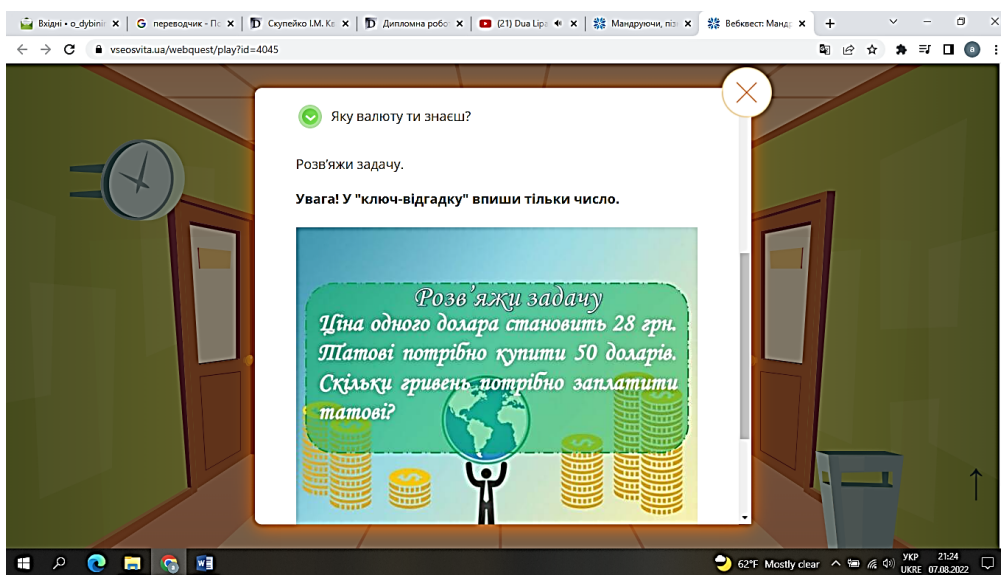 Вхідні • o_dybinin
переводчик - По
Скупейко І.М. Кв
Дипломна робот
(21) Dua Lipa
Мандруючи, пізн
Вебквест: Манд
vseosvita.ua/webquest/play?id=4045
a
Яку валюту ти знаєш?
Розв’яжи задачу.
Увага! У "ключ-відгадку" впиши тільки число.
Розв’яжи задачу
Ціна одного долара становить 28 грн.
Татові потрібно купити 50 доларів.
Скільки гривень потрібно заплатити
татові?
62°F Mostly clear
УКР
UKRE
21:24
07.08.2022